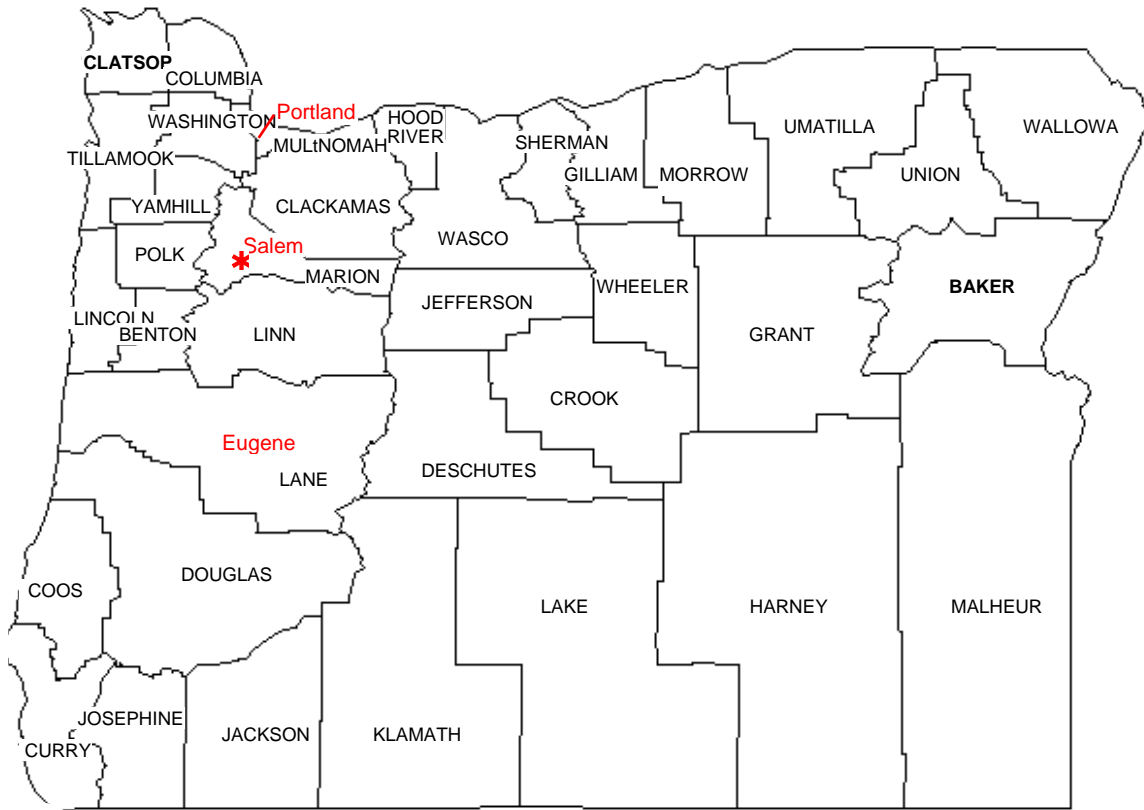 CLATSOP
COLUMBIA
Portland
WASHINGTON
HOOD
RIVER
MULtNOMAH
SHERMAN
UMATILLA
WALLOWA
TILLAMOOK
GILLIAM
MORROW
UNION
YAMHILL
CLACKAMAS
WASCO
Salem
POLK
MARION
WHEELER
BAKER
JEFFERSON
LINCOLN
BENTON
LINN
GRANT
CROOK
Eugene
LANE
DESCHUTES
DOUGLAS
COOS
LAKE
HARNEY
MALHEUR
JOSEPHINE
CURRY
JACKSON
KLAMATH